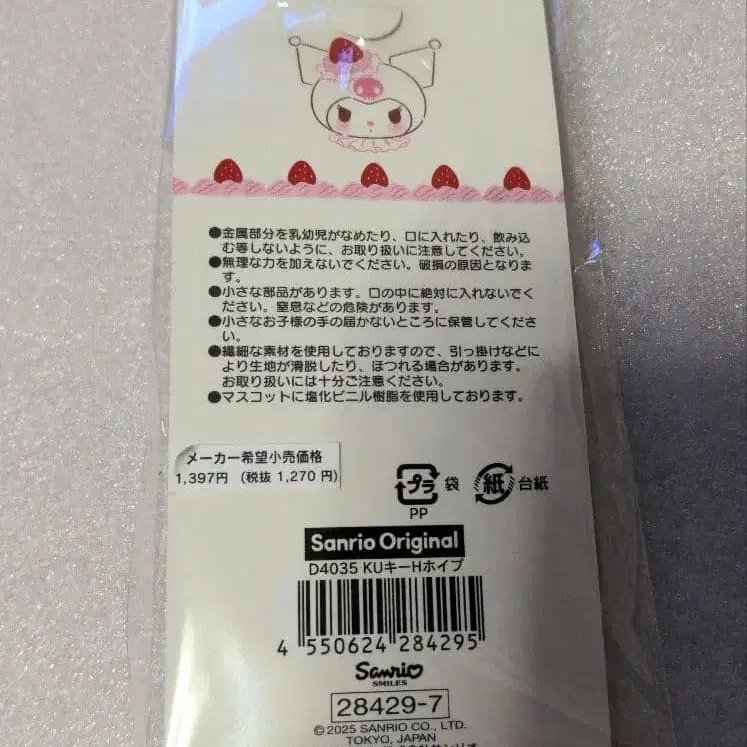 ●金属部分を乳幼児がなめたり、口に入れたり、飲み込
む等しないように、お取り扱いに注意してください。
●無理な力を加えないでください。破損の原因となりま
す。
●小さな部品があります。口の中に絶対に入れないでく
ださい。窒息などの危険があります。
●小さなお子様の手の届かないところに保管してくださ
い。
●繊細な素材を使用しておりますので、引っ掛けなどに
より生地が滑脱したり、ほつれる場合があります。
お取り扱いには十分ご注意ください。
●マスコットに塩化ビニル樹脂を使用しております。
メーカー希望小売価格
1,397円 (税抜 1,270 円)
プラ 袋 紙 台紙
PP
Sanrio Original
D4035 KUキーHホイプ
4 550624 284295
Sanrio
SMILES
28429-7
© 2025 SANRIO CO., LTD.
TOKYO, JAPAN